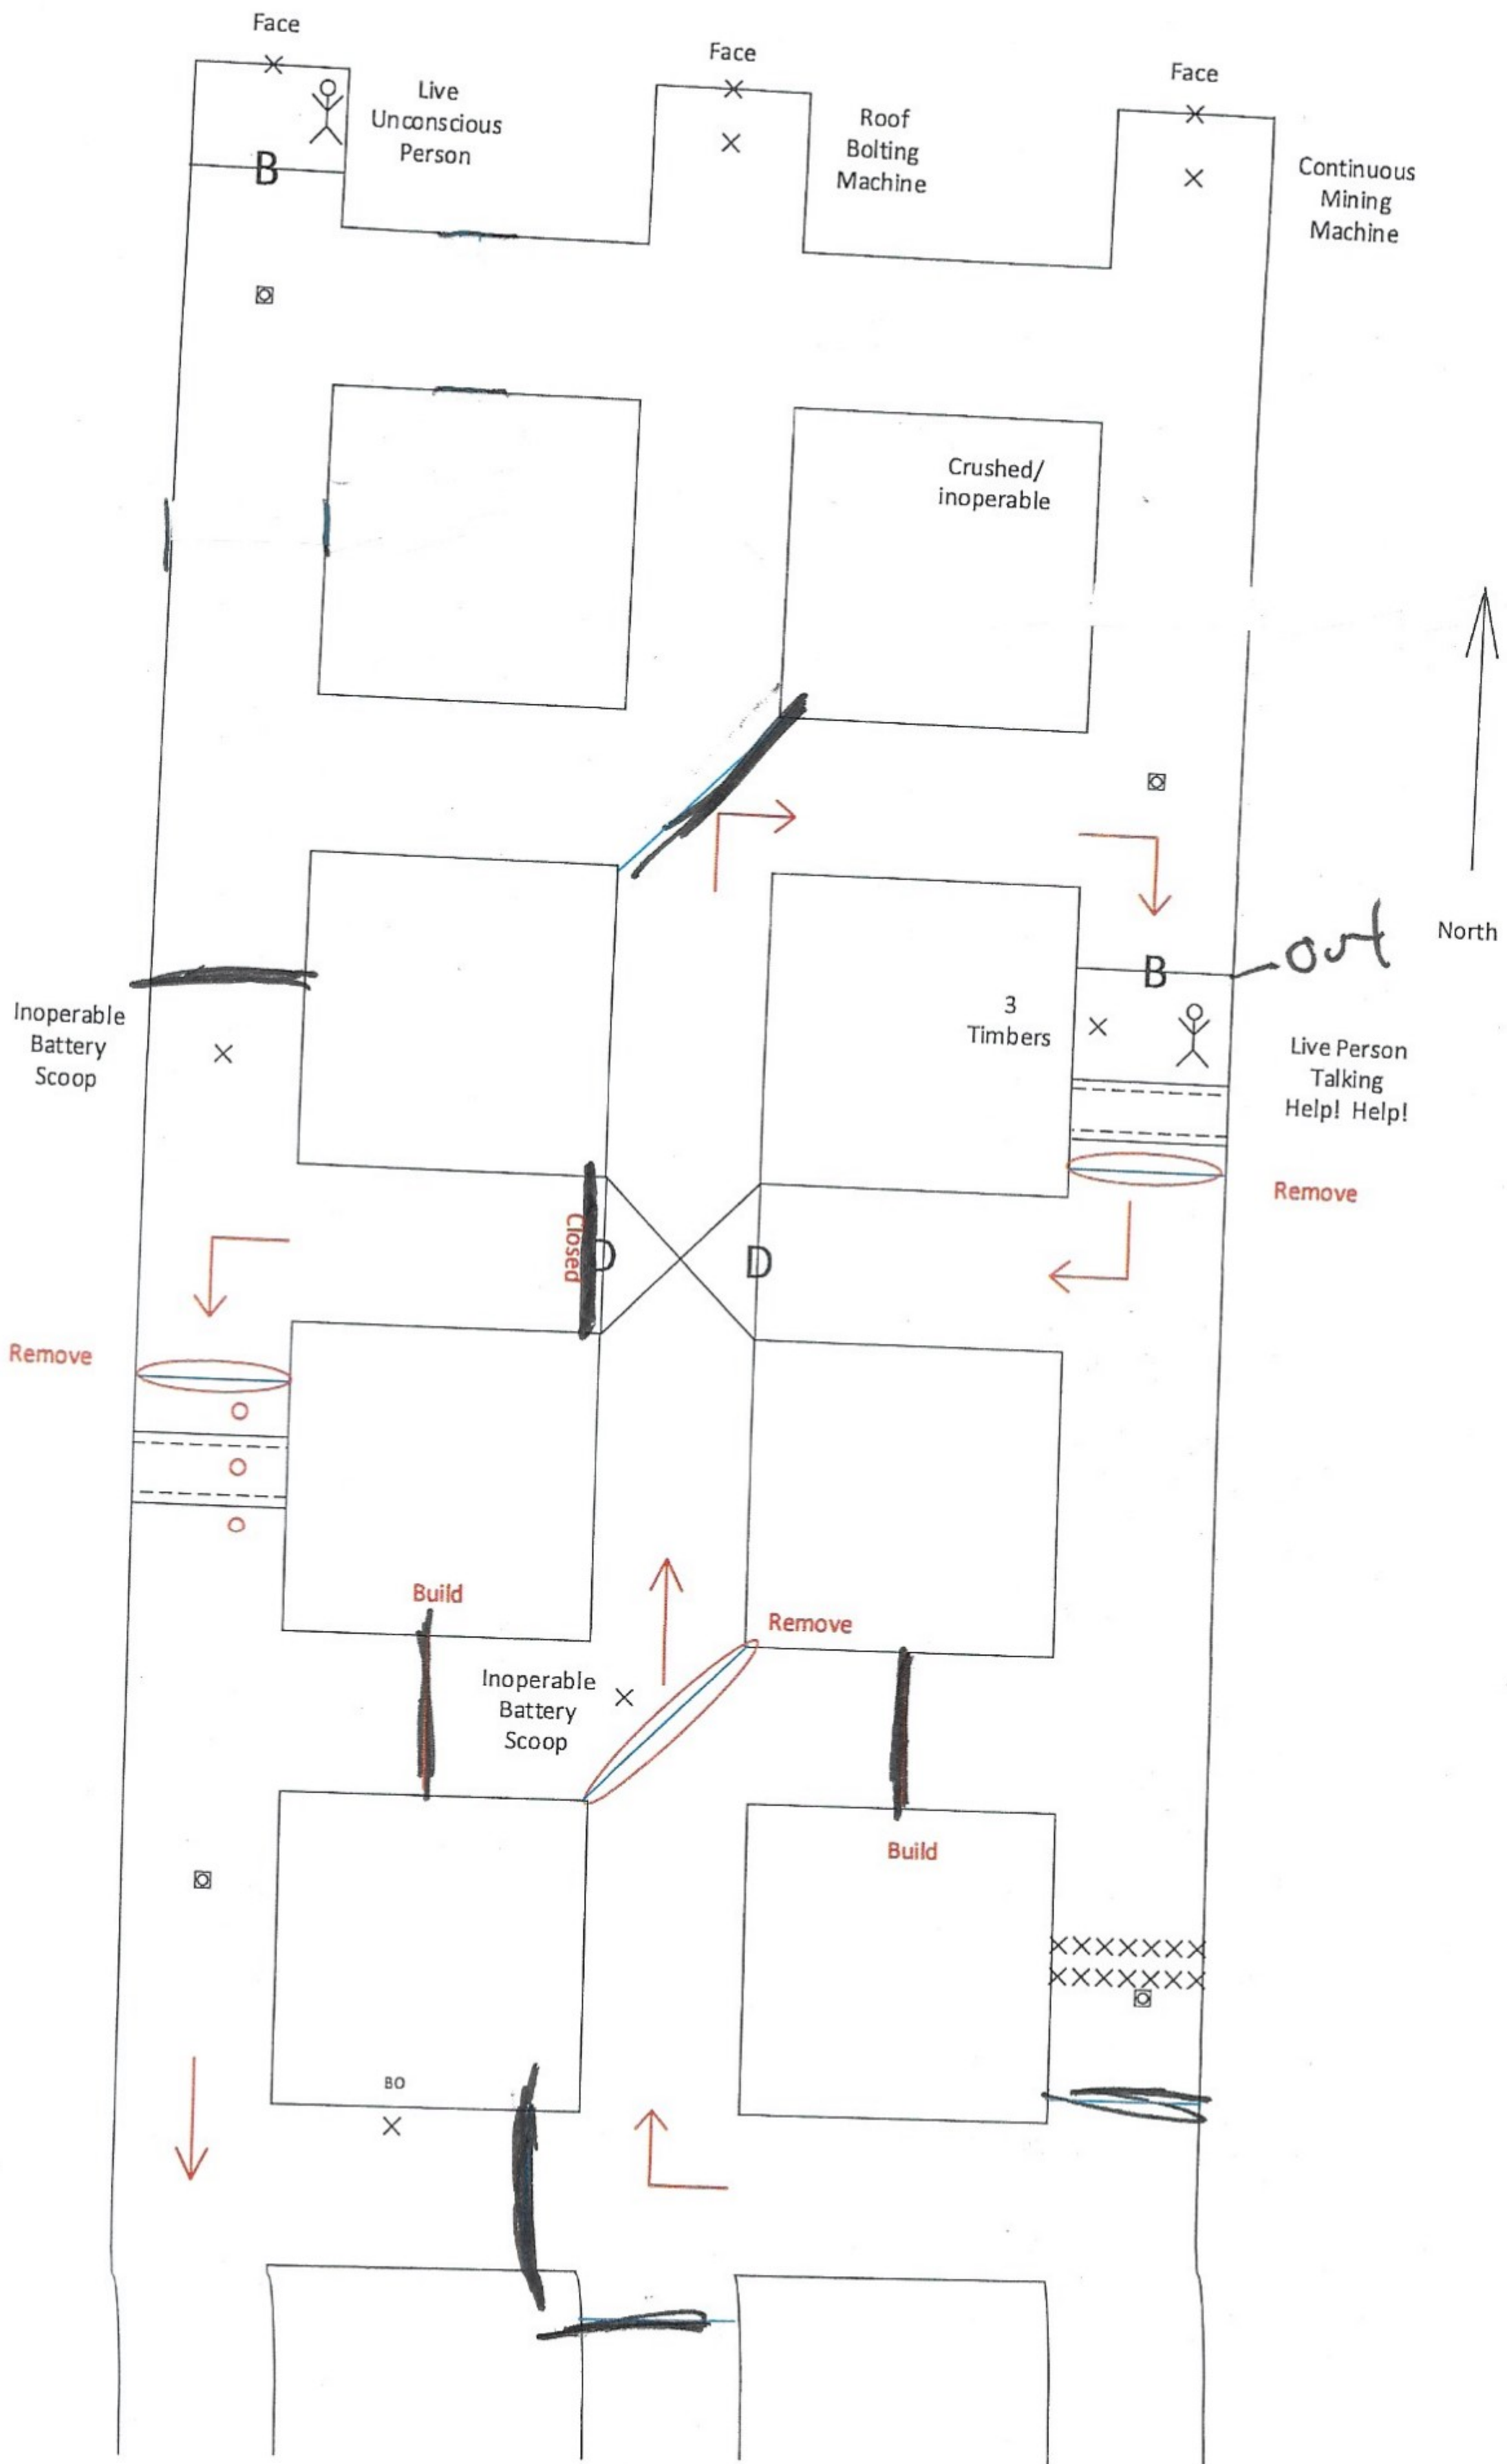 Face
Face
Face
Live
Unconscious
Person
Roof
Bolting
Machine
Continuous
Mining
Machine
B
Crushed/
inoperable
North
out
B
Inoperable
Battery
Scoop
3
Timbers
Live Person
Talking
Help! Help!
Remove
Closed
D
D
Remove
Build
Remove
Inoperable
Battery
Scoop
Build
BO